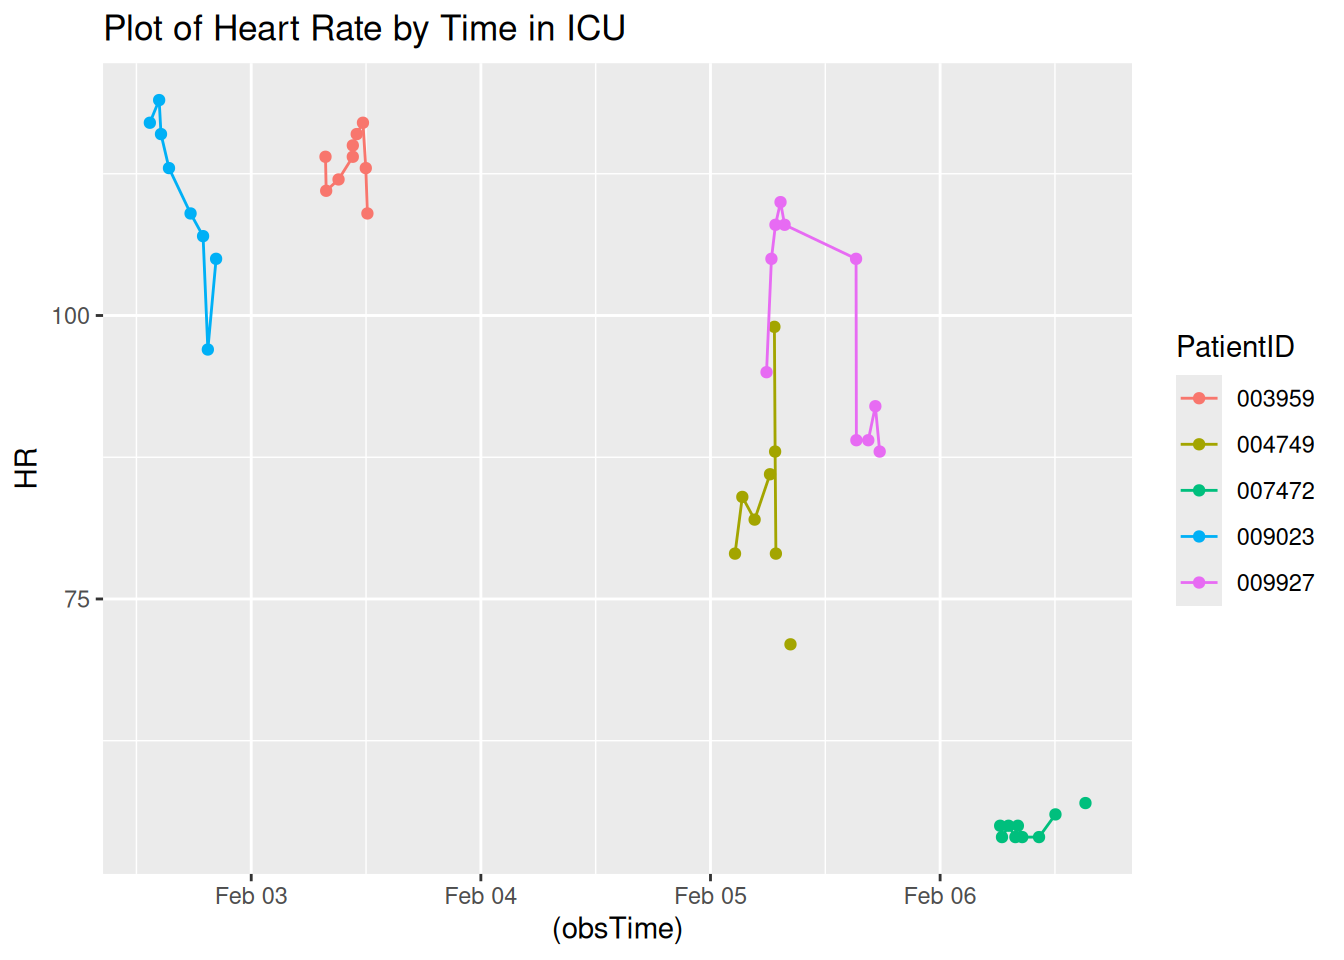 Plot of Heart Rate by Time in ICU
HR
100
75
Feb 03
Feb 04
Feb 05
Feb 06
(obsTime)
PatientID
003959
004749
007472
009023
009927